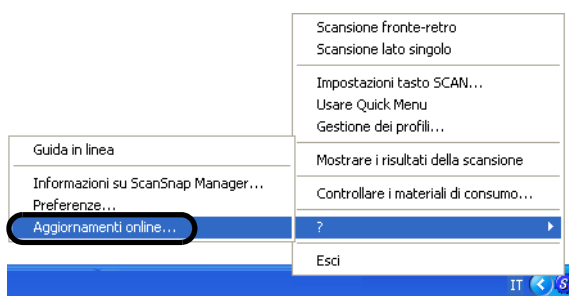 Scansione fronte-retro
Scansione lato singolo
Impostazioni tasto SCAN...
Usare Quick Menu
Gestione dei profili...
Mostrare i risultati della scansione
Controllare i materiali di consumo...
?
Esci
Guida in linea
Informazioni su ScanSnap Manager...
Preferenze...
Aggiornamenti online...
IT
S